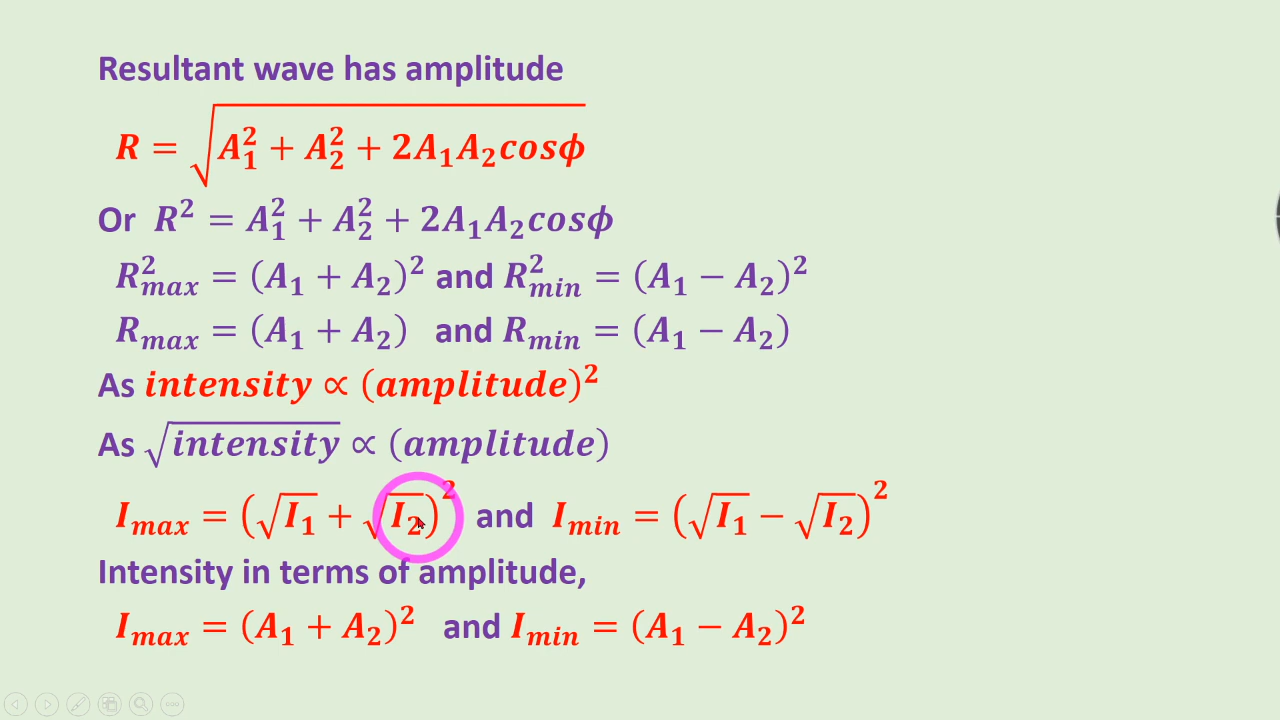 Resultant wave has amplitude
R = √(A₁² + A₂² + 2A₁A₂cosϕ)
Or R² = A₁² + A₂² + 2A₁A₂cosϕ
R²ₘₐₓ = (A₁ + A₂)² and R²ₘᵢₙ = (A₁ − A₂)²
Rₘₐₓ = (A₁ + A₂) and Rₘᵢₙ = (A₁ − A₂)
As intensity ∝ (amplitude)²
As √intensity ∝ (amplitude)
Iₘₐₓ = (√I₁ + √I₂)² and Iₘᵢₙ = (√I₁ − √I₂)²
Intensity in terms of amplitude,
Iₘₐₓ = (A₁ + A₂)² and Iₘᵢₙ = (A₁ − A₂)²